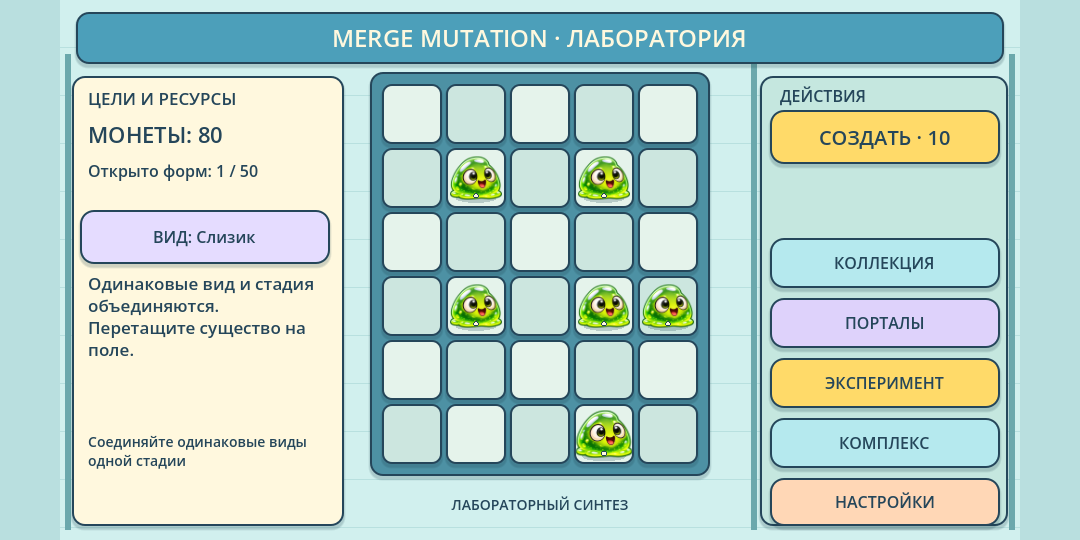 MERGE MUTATION · ЛАБОРАТОРИЯ
ЦЕЛИ И РЕСУРСЫ
МОНЕТЫ: 80
Открыто форм: 1 / 50
ВИД: Слизик
Одинаковые вид и стадия
объединяются.
Перетащите существо на
поле.
Соединяйте одинаковые виды
одной стадии
ЛАБОРАТОРНЫЙ СИНТЕЗ
ДЕЙСТВИЯ
СОЗДАТЬ · 10
КОЛЛЕКЦИЯ
ПОРТАЛЫ
ЭКСПЕРИМЕНТ
КОМПЛЕКС
НАСТРОЙКИ